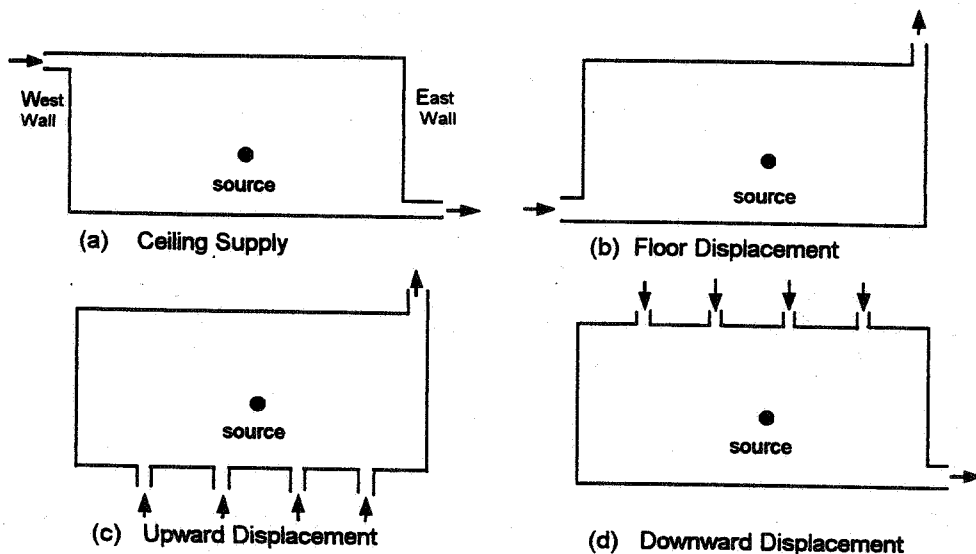 West
Wall
East
Wall
source
(a) Ceiling Supply
source
(b) Floor Displacement
source
(c) Upward Displacement
source
(d) Downward Displacement